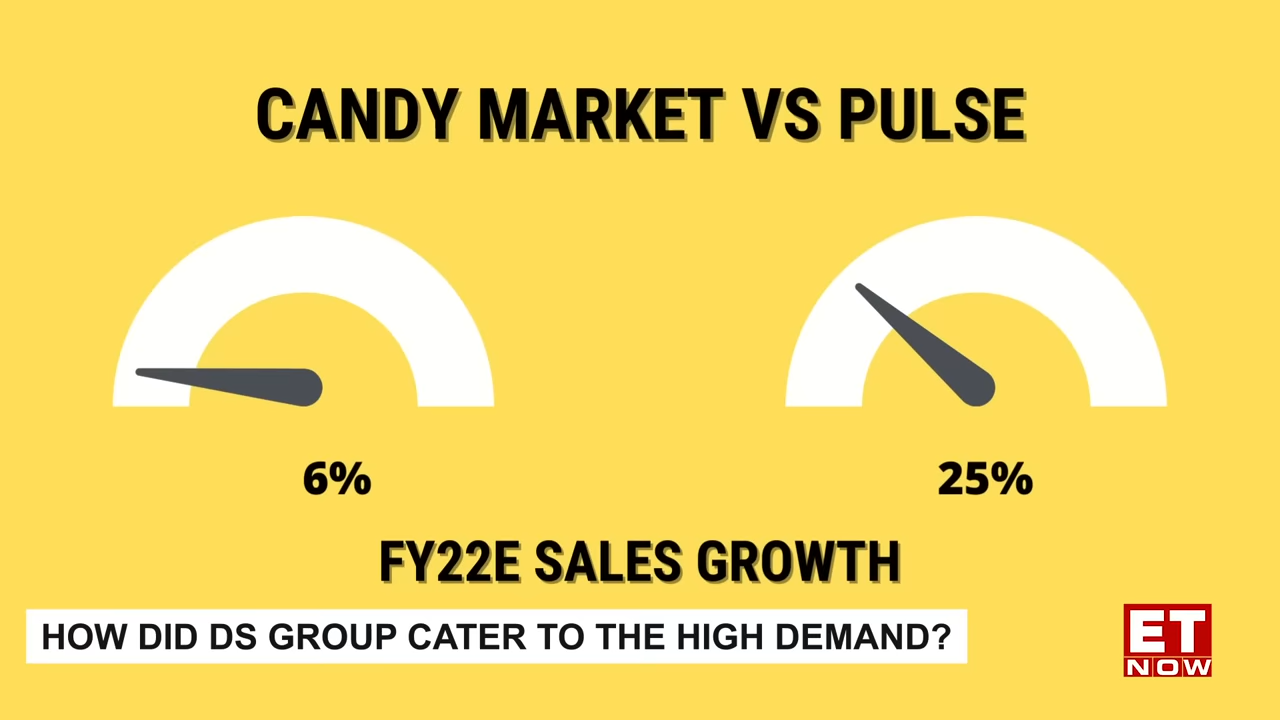 CANDY MARKET VS PULSE
6%
25%
FY22E SALES GROWTH
HOW DID DS GROUP CATER TO THE HIGH DEMAND?
ET
NOW